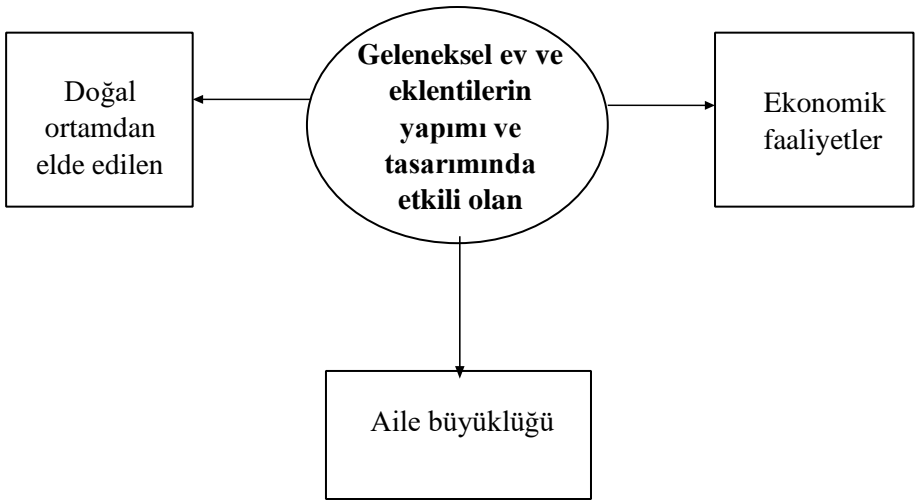 Geleneksel ev ve
eklentilerin
yapımı ve
tasarımında
etkili olan
Doğal
ortamdan
elde edilen
Ekonomik
faaliyetler
Aile büyüklüğü